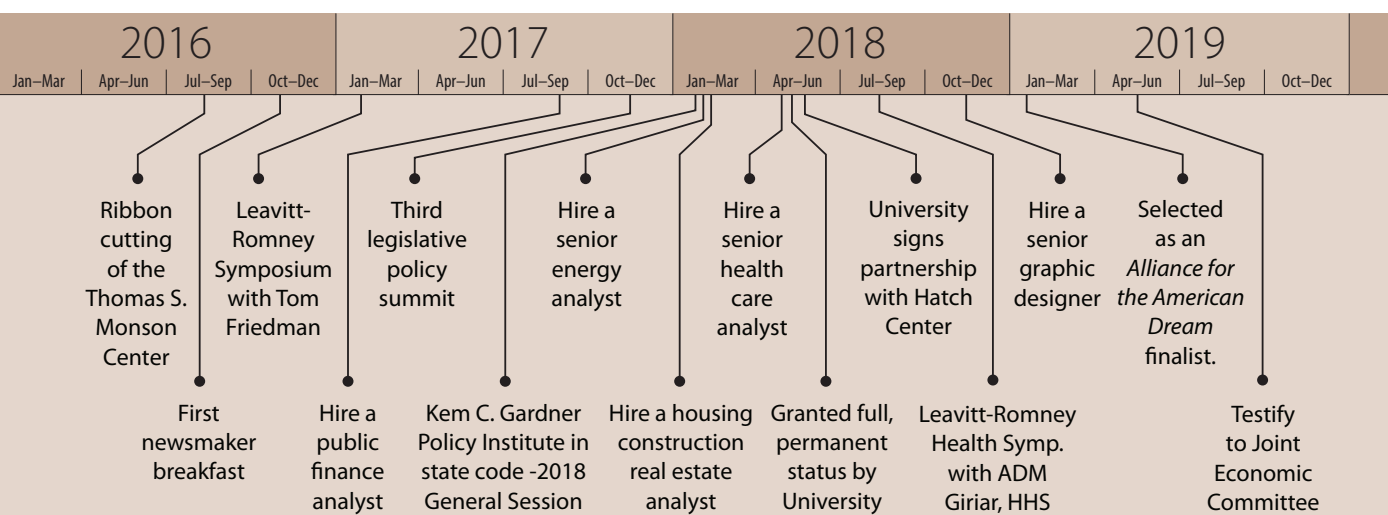 2016
2017
2018
2019
Jan–Mar
Apr–Jun
Jul–Sep
Oct–Dec
Jan–Mar
Apr–Jun
Jul–Sep
Oct–Dec
Jan–Mar
Apr–Jun
Jul–Sep
Oct–Dec
Jan–Mar
Apr–Jun
Jul–Sep
Oct–Dec
Ribbon
cutting
of the
Thomas S.
Monson
Center
Leavitt-
Romney
Symposium
with Tom
Friedman
Third
legislative
policy
summit
Hire a
senior
energy
analyst
Hire a
senior
health
care
analyst
University
signs
partnership
with Hatch
Center
Hire a
senior
graphic
designer
Selected
as an
Alliance for
the American
Dream
finalist.
First
newsmaker
breakfast
Hire a
public
finance
analyst
Kem C. Gardner
Policy Institute in
state code -2018
General Session
Hire a housing
construction
real estate
analyst
Granted full,
permanent
status by
University
Leavitt-Romney
Health Symp.
with ADM
Giriar, HHS
Testify
to Joint
Economic
Committee